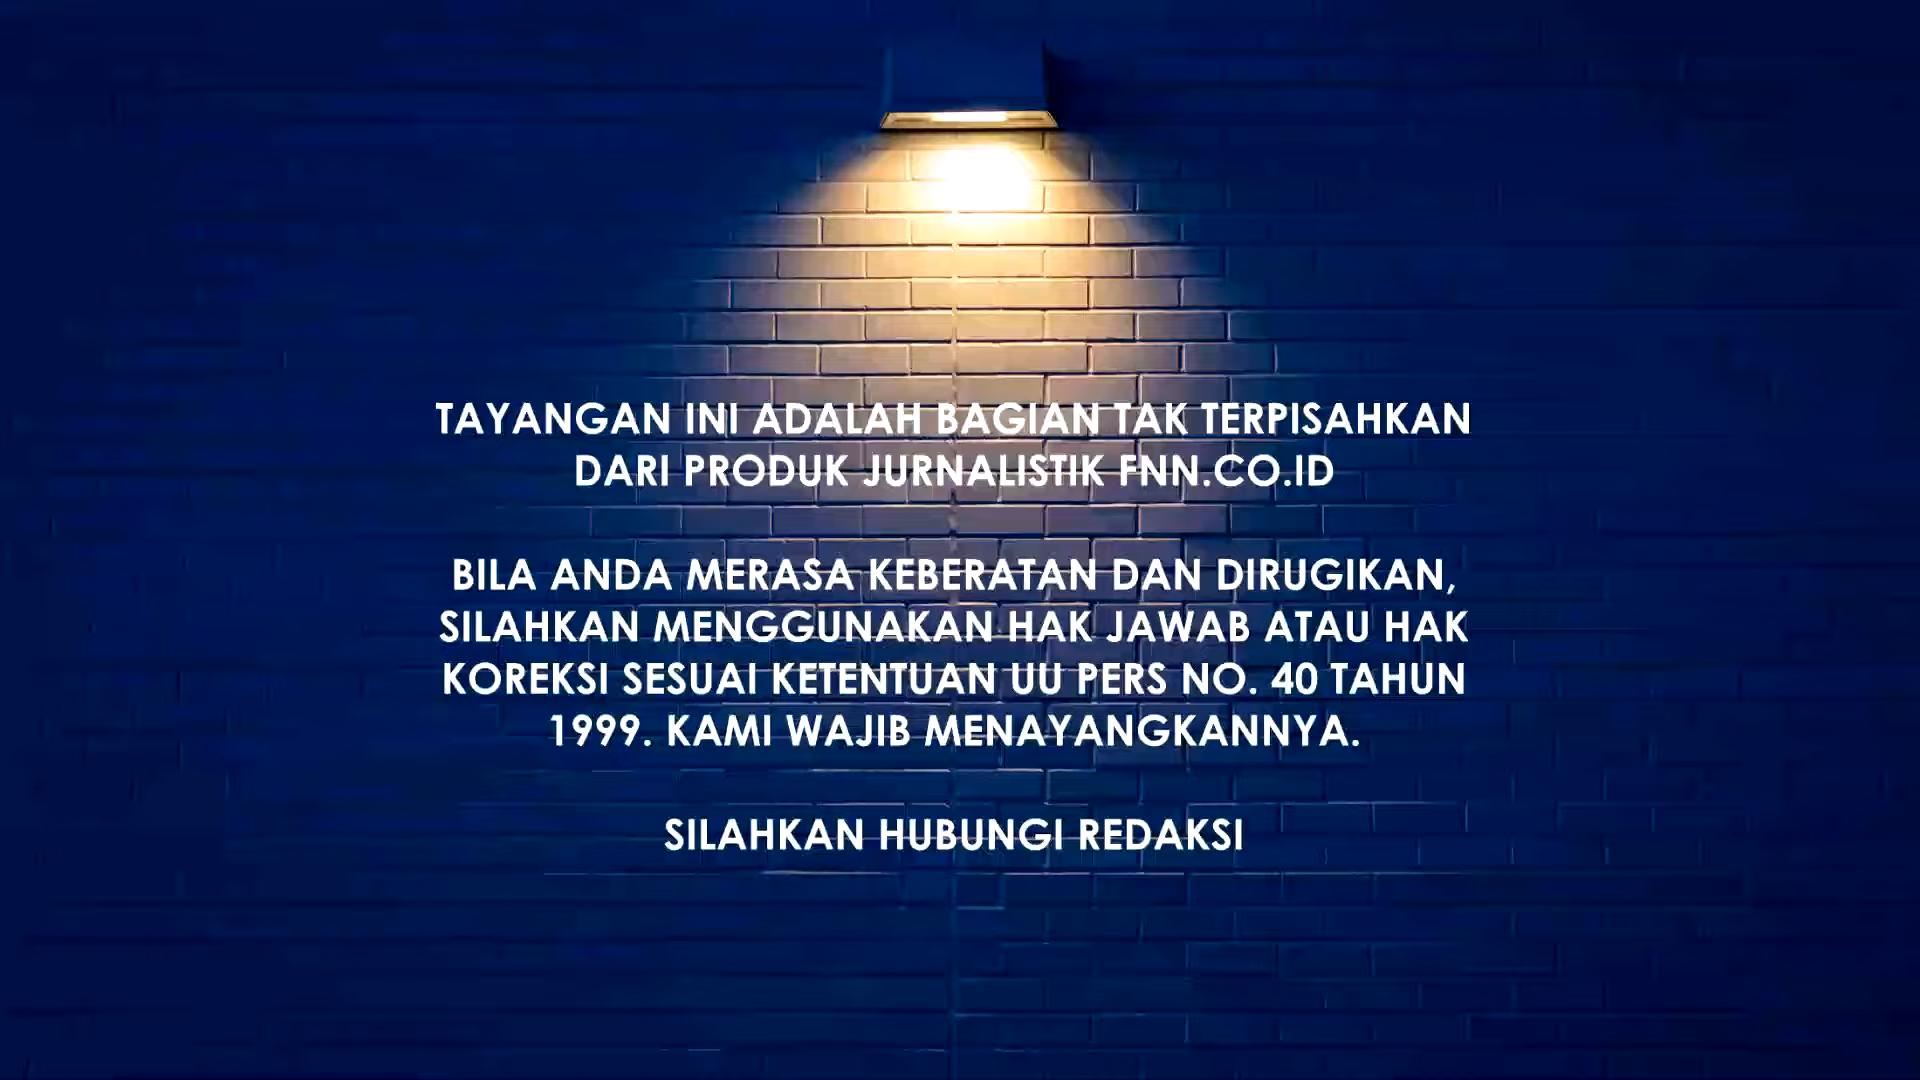 TAYANGAN INI ADALAH BAGIAN TAK TERPISAHKAN
DARI PRODUK JURNALISTIK FNN.CO.ID
BILA ANDA MERASA KEBERATAN DAN DIRUGIKAN,
SILAHKAN MENGGUNAKAN HAK JAWAB ATAU HAK
KOREKSI SESUAI KETENTUAN UU PERS NO. 40 TAHUN
1999. KAMI WAJIB MENAYANGKANNYA.
SILAHKAN HUBUNGI REDAKSI